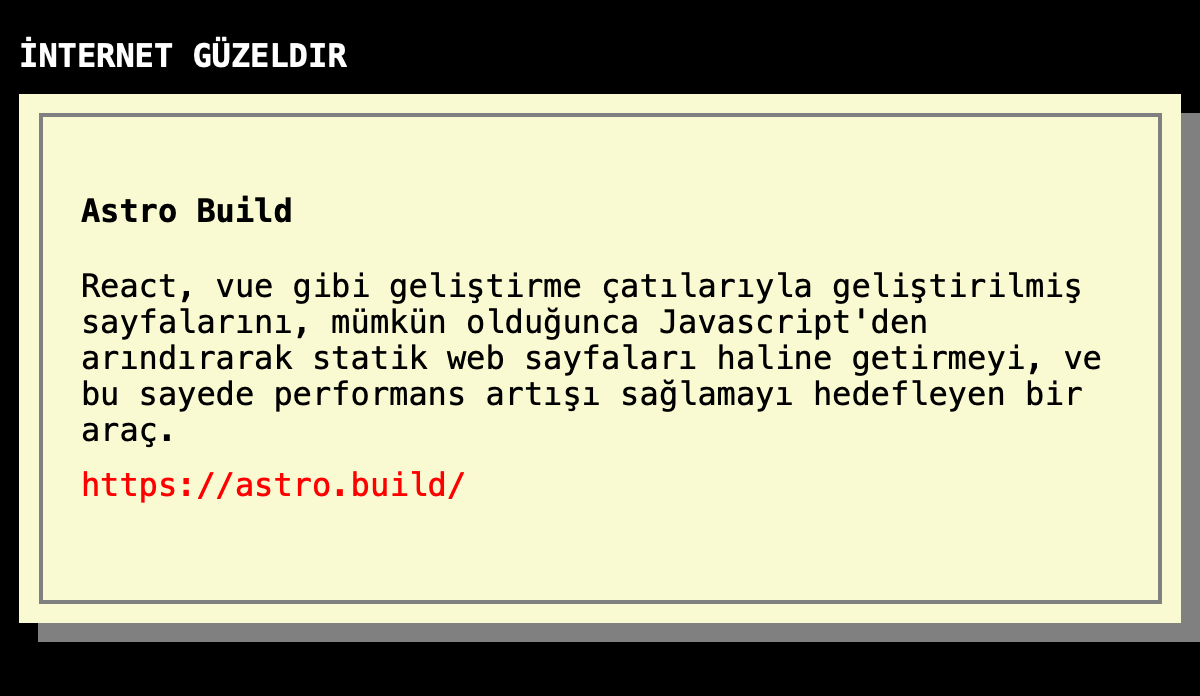 İNTERNET GÜZELDIR
Astro Build
React, vue gibi geliştirme çatılarıyla geliştirilmiş
sayfalarını, mümkün olduğunca Javascript'den
arındırarak statik web sayfaları haline getirmeyi, ve
bu sayede performans artışı sağlamayı hedefleyen bir
araç.
https://astro.build/